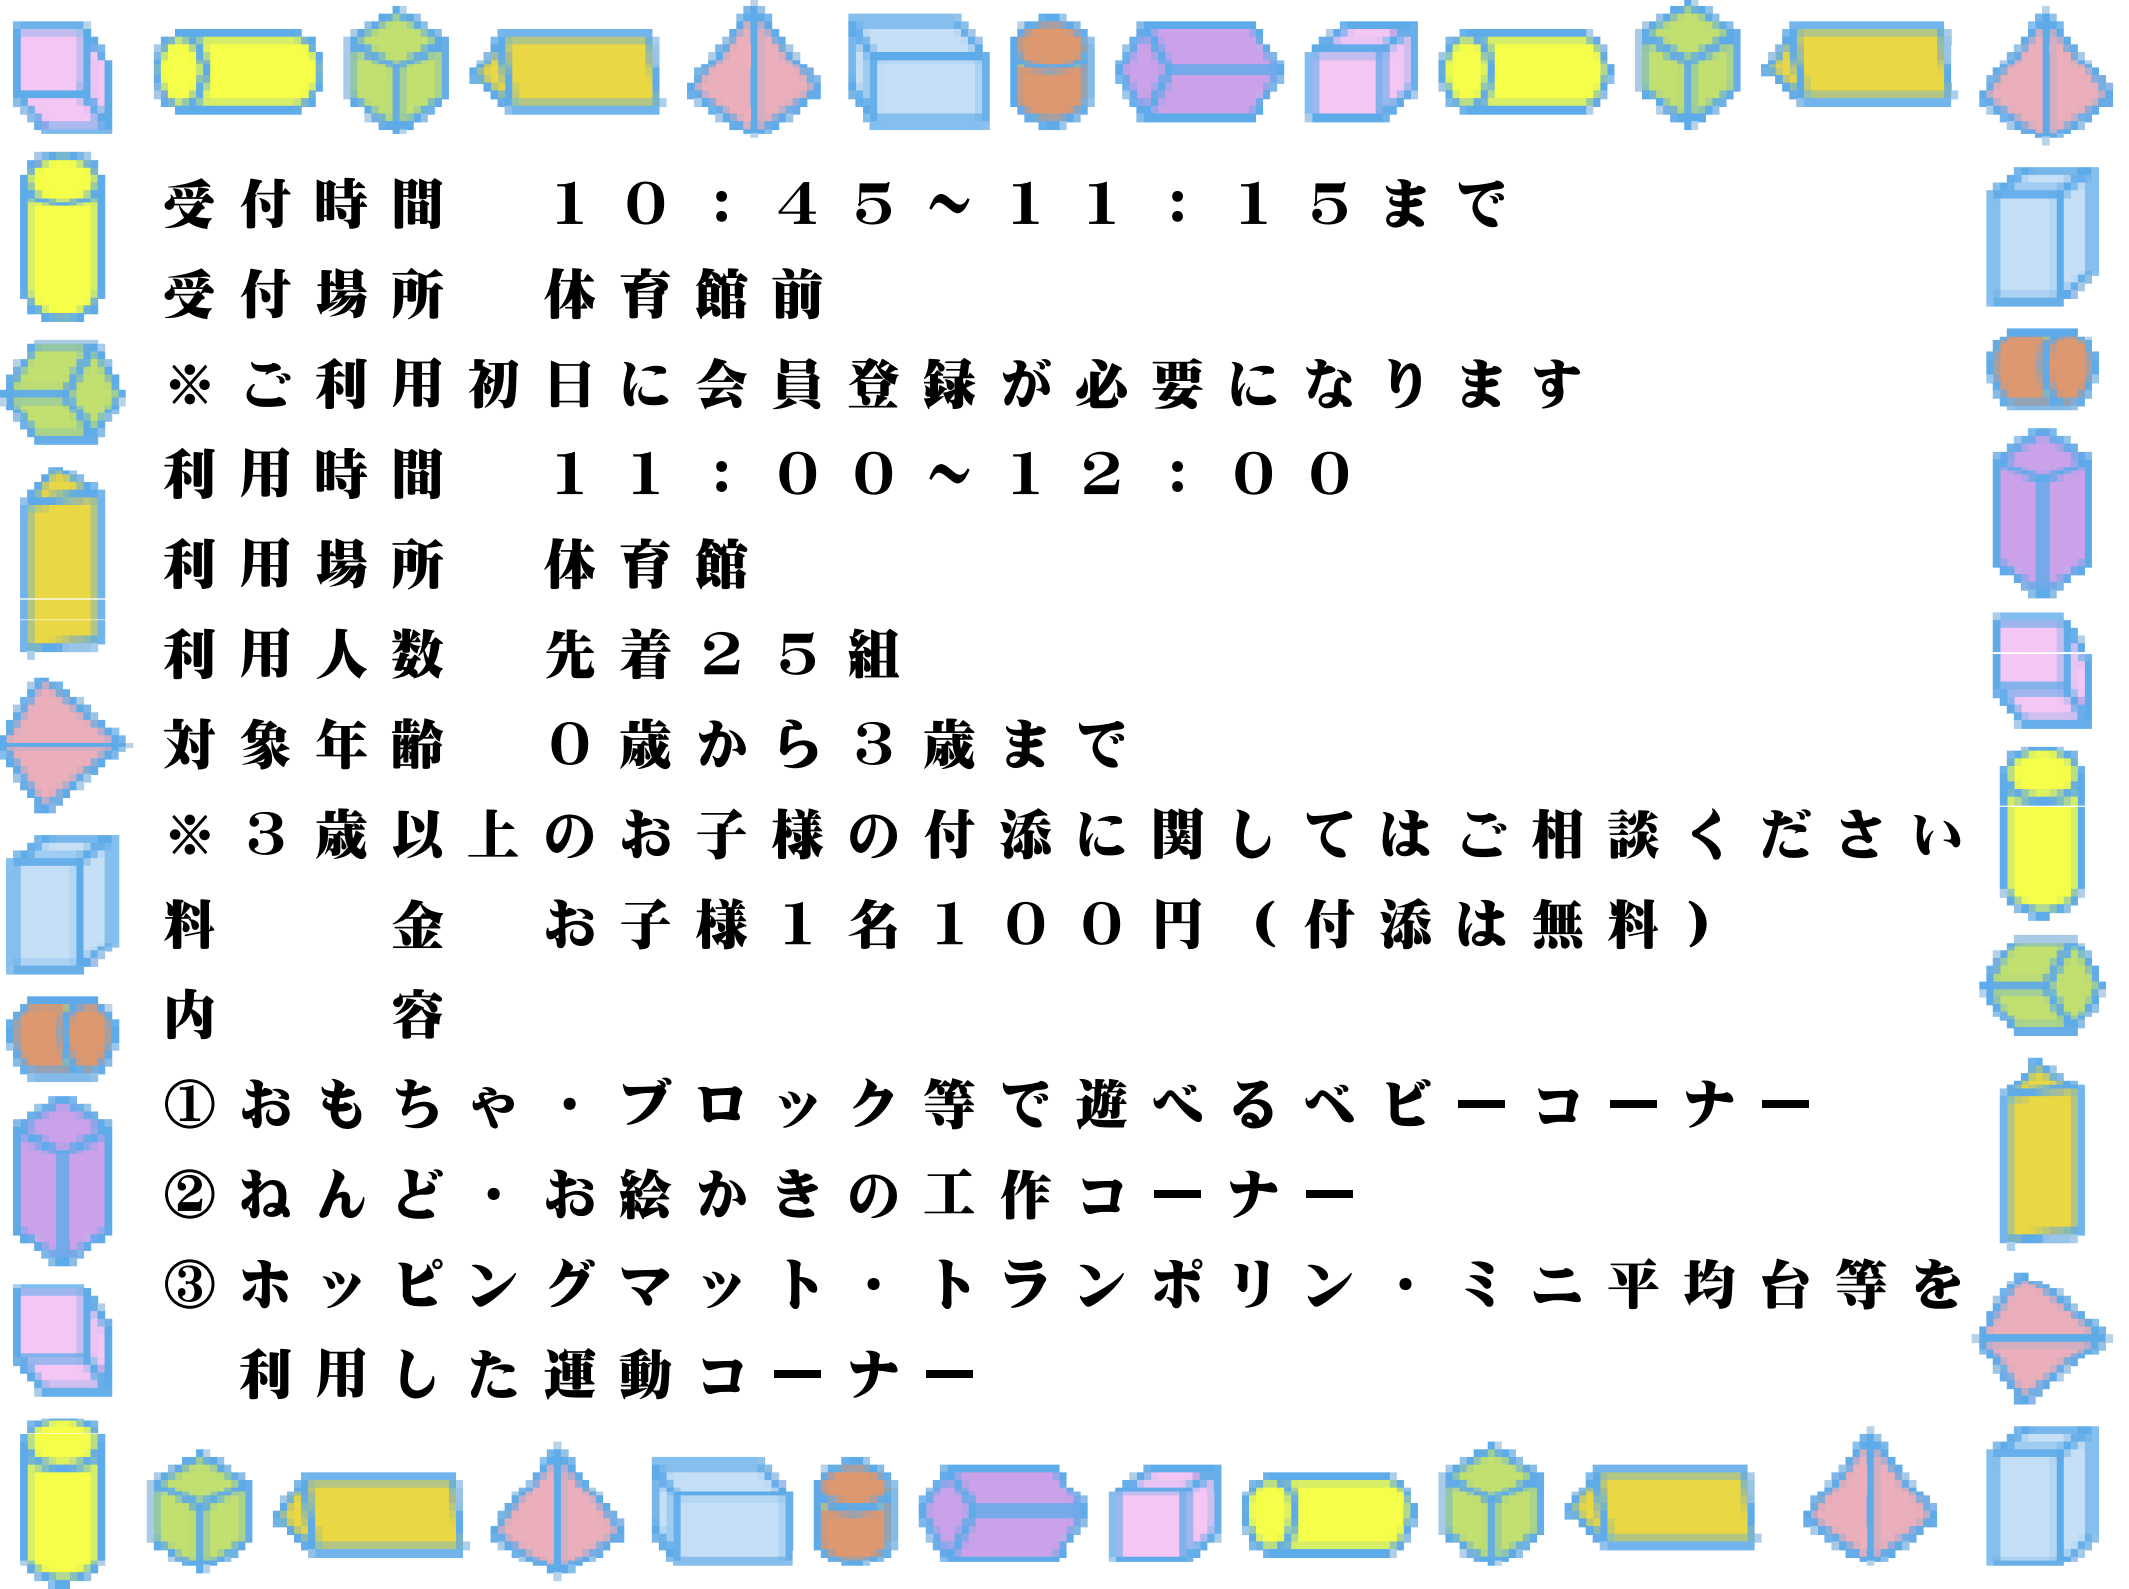 受付時間　１０：４５～１１：１５まで
受付場所　体育館前
※ご利用初日に会員登録が必要になります
利用時間　１１：００～１２：００
利用場所　体育館
利用人数　先着２５組
対象年齢　０歳から３歳まで
※３歳以上のお子様の付添に関してはご相談ください
料　　金　お子様１名１００円（付添は無料）
内　　容
①おもちゃ・ブロック等で遊べるベビーコーナー
②ねんど・お絵かきの工作コーナー
③ホッピングマット・トランポリン・ミニ平均台等を
　利用した運動コーナー